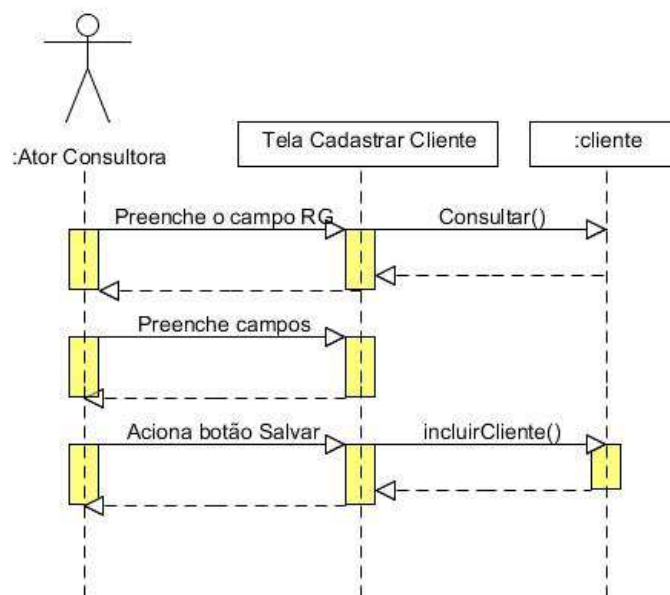 :Ator Consultora
Tela Cadastrar Cliente
:cliente
Preenche o campo RG
Consultar()
Preenche campos
Aciona botão Salvar
incluirCliente()